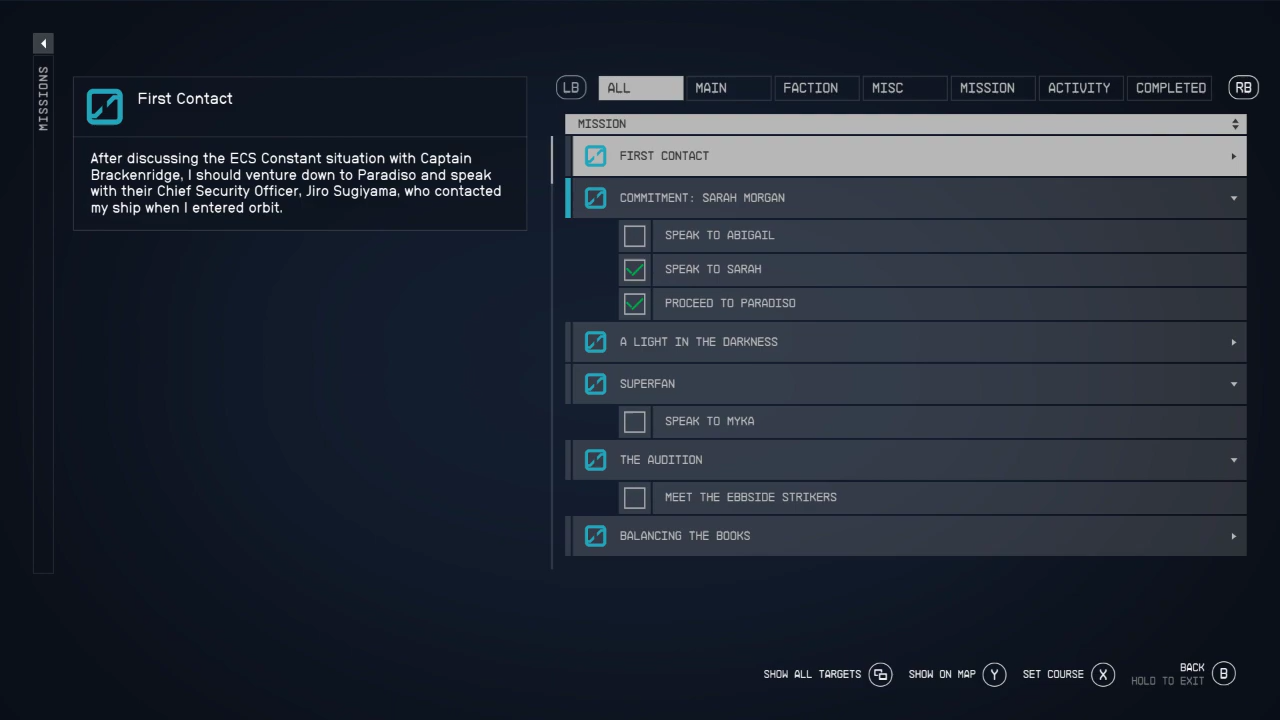 MISSIONS
First Contact
After discussing the ECS Constant situation with Captain
Brackenridge, I should venture down to Paradiso and speak
with their Chief Security Officer, Jiro Sugiyama, who contacted
my ship when I entered orbit.
LB ALL MAIN FACTION MISC MISSION ACTIVITY COMPLETED RB
MISSION
FIRST CONTACT
COMMITMENT: SARAH MORGAN
SPEAK TO ABIGAIL
SPEAK TO SARAH
PROCEED TO PARADISO
A LIGHT IN THE DARKNESS
SUPERFAN
SPEAK TO MYKA
THE AUDITION
MEET THE EBBSIDE STRIKERS
BALANCING THE BOOKS
SHOW ALL TARGETS SHOW ON MAP Y SET COURSE X BACK B
HOLD TO EXIT